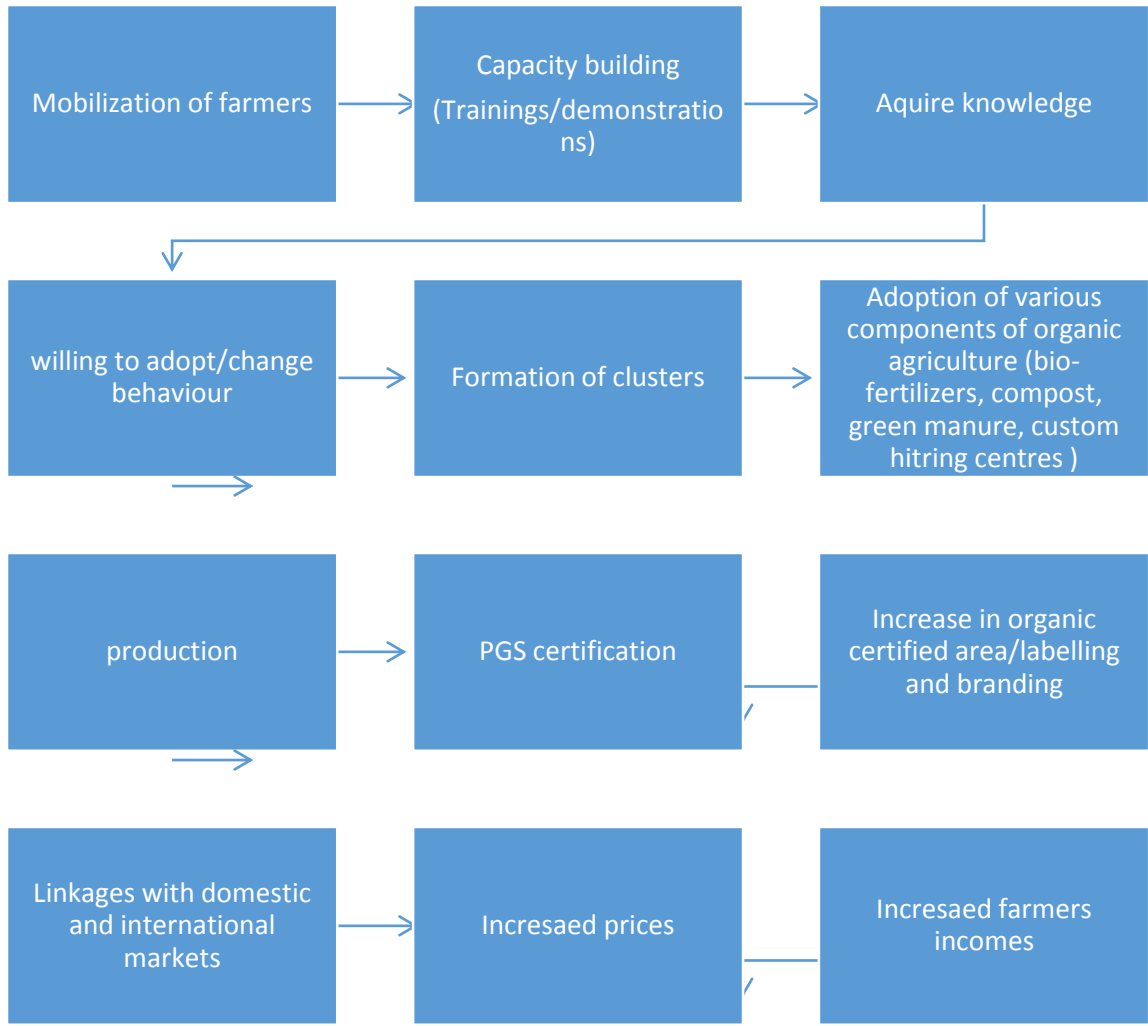 Mobilization of farmers
Capacity building
(Trainings/demonstratio
ns)
Aquire knowledge
willing to adopt/change
behaviour
Formation of clusters
Adoption of various
components of organic
agriculture (bio-
fertilizers, compost,
green manure, custom
hitring centres )
production
PGS certification
Increase in organic
certified area/labelling
and branding
Linkages with domestic
and international
markets
Incresaed prices
Incresaed farmers
incomes